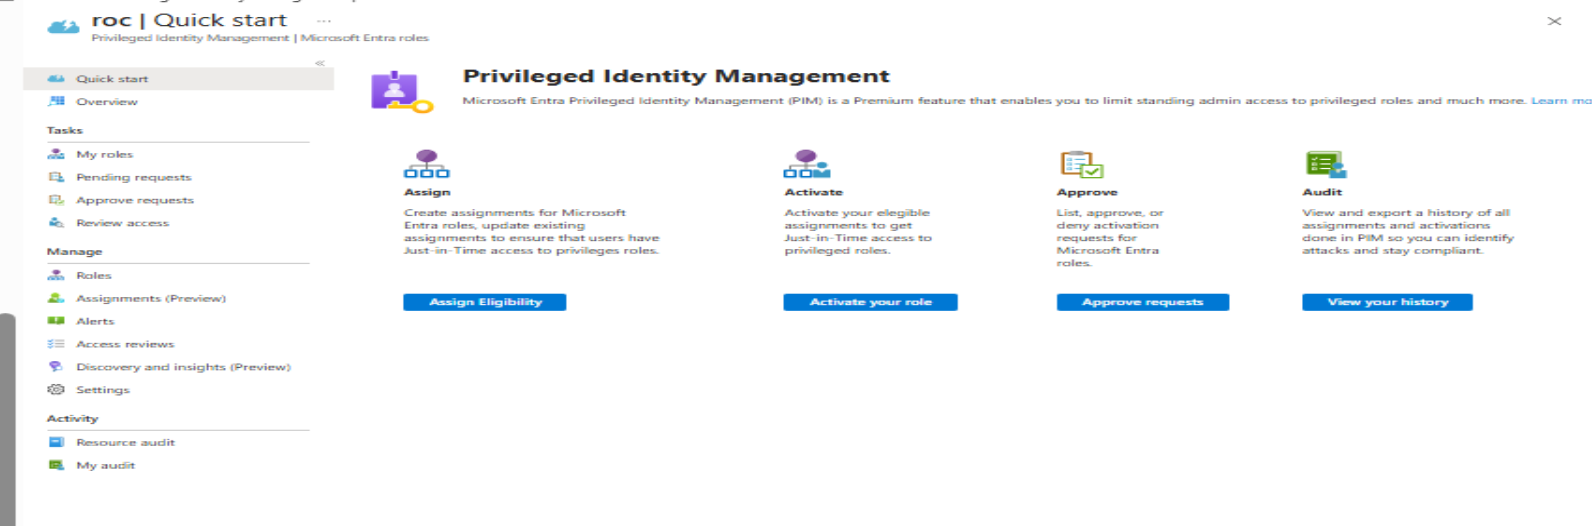 roc | Quick start ...
Privileged Identity Management | Microsoft Entra roles
Quick start
Overview
Tasks
My roles
Pending requests
Approve requests
Review access
Manage
Roles
Assignments (Preview)
Alerts
Access reviews
Discovery and insights (Preview)
Settings
Activity
Resource audit
My audit
Privileged Identity Management
Microsoft Entra Privileged Identity Management (PIM) is a Premium feature that enables you to limit standing admin access to privileged roles and much more. Learn mo
Assign
Create assignments for Microsoft
Entra roles, update existing
assignments to ensure that users have
Just-in-Time access to privileges roles.
Assign Eligibility
Activate
Activate your elegible
assignments to get
Just-in-Time access to
privileged roles.
Activate your role
Approve
List, approve, or
deny activation
requests for
Microsoft Entra
roles.
Approve requests
Audit
View and export a history of all
assignments and activations
done in PIM so you can identify
attacks and stay compliant.
View your history